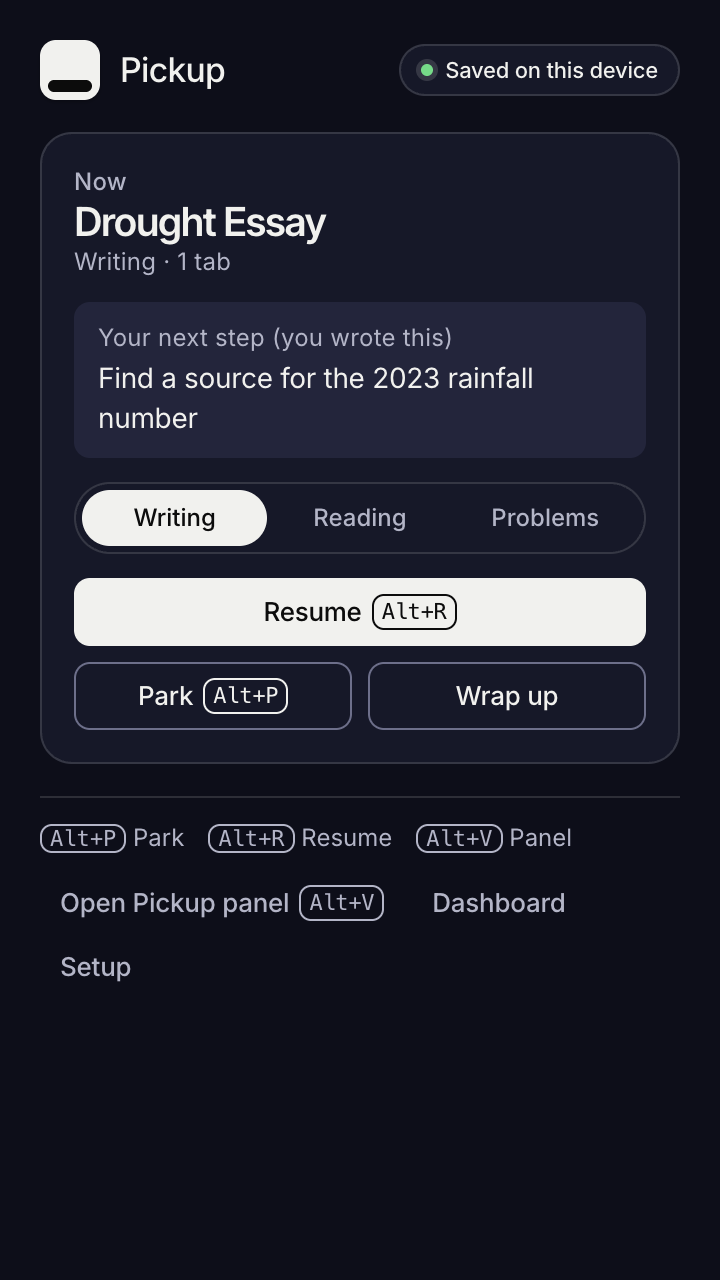 Pickup
Saved on this device
Now
Drought Essay
Writing · 1 tab
Your next step (you wrote this)
Find a source for the 2023 rainfall
number
Writing Reading Problems
Resume Alt+R
Park Alt+P Wrap up
Alt+P Park Alt+R Resume Alt+V Panel
Open Pickup panel Alt+V Dashboard
Setup